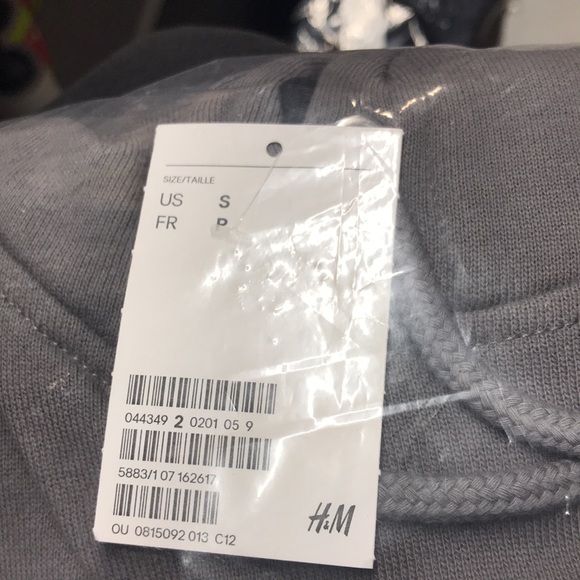 SIZE/TAILLE
US S
FR P
044349 2 0201 05 9
5883/1 07 162617
OU 0815092 013 C12
H&M